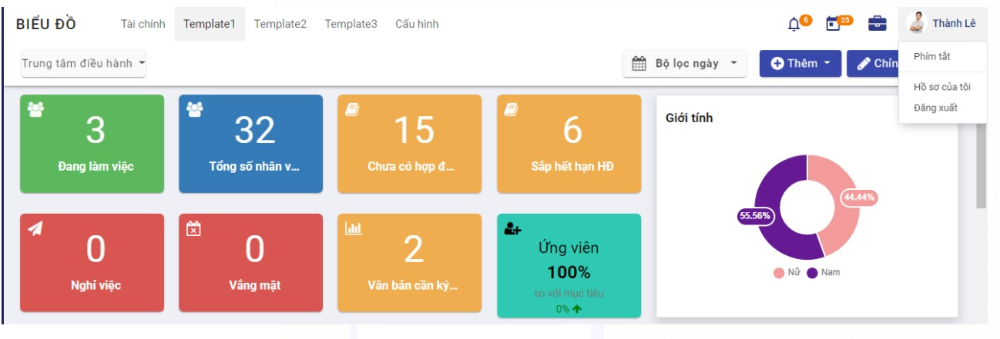 BIỂU ĐỒ Tài chính Template1 Template2 Template3 Cấu hình 6 25 Thành Lê
Trung tâm điều hành Bộ lọc ngày Thêm Chỉn
Phím tắt
Hồ sơ của tôi
Đăng xuất
3
Đang làm việc
32
Tổng số nhân v...
15
Chưa có hợp đ...
6
Sắp hết hạn HĐ
Giới tính
44.44%
55.56%
Nữ Nam
0
Nghỉ việc
0
Vắng mặt
2
Văn bản cần ký...
Ứng viên
100%
so với mục tiêu
0%